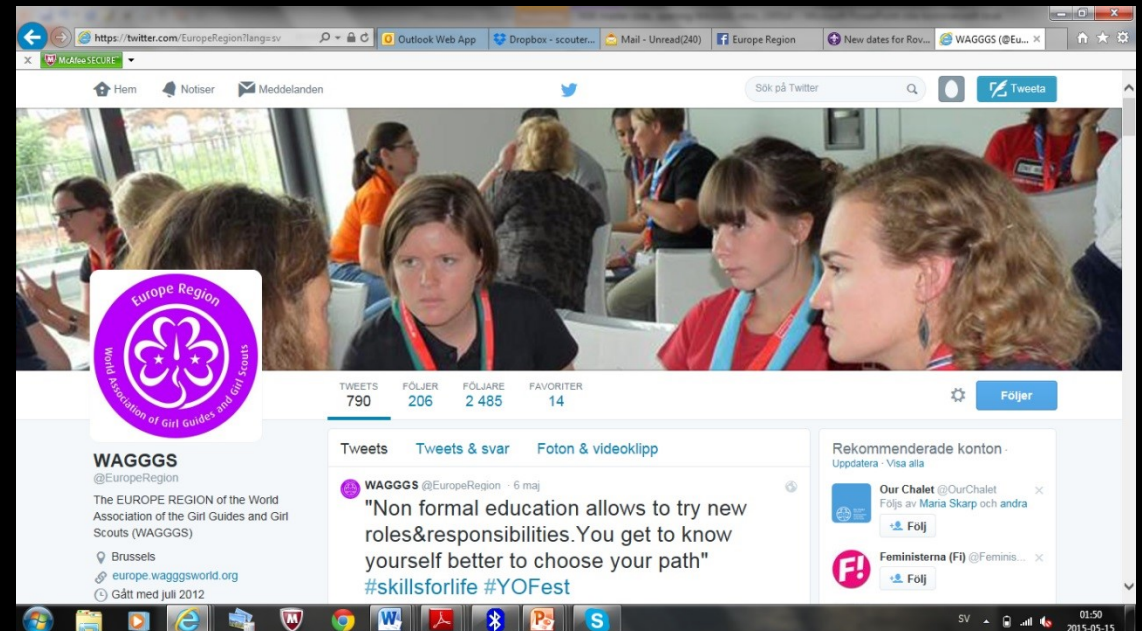 https://twitter.com/EuropeRegion?lang=sv
Outlook Web App
Dropbox - scouter...
Mail - Unread(240)
Europe Region
New dates for Rov...
WAGGGS (@Eu...
X McAfee SECURE
Hem
Notiser
Meddelanden
Sök på Twitter
Tweeta
Europe Region
World Association of Girl Guides and Girl Scouts
TWEETS FÖLJER FÖLJARE FAVORITER
790 206 2 485 14
Följer
WAGGGS
@EuropeRegion
The EUROPE REGION of the World
Association of the Girl Guides and Girl
Scouts (WAGGGS)
Brussels
europe.wagggsworld.org
Gått med juli 2012
Tweets Tweets & svar Foton & videoklipp
WAGGGS @EuropeRegion · 6 maj
"Non formal education allows to try new
roles&responsibilities.You get to know
yourself better to choose your path"
#skillsforlife #YOFest
Rekommenderade konton ·
Uppdatera · Visa alla
Our Chalet @OurChalet
Följs av Maria Skarp och andra
Följ
F!
Feministerna (Fi) @Feminis...
Följ
SV
01:50
2015-05-15